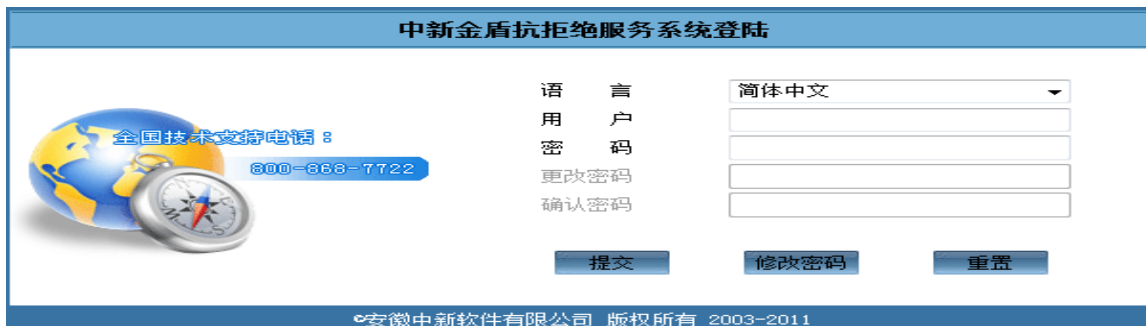 中新金盾抗拒绝服务系统登陆
语 言 简体中文
用 户
密 码
更改密码
确认密码
全国技术支持电话：
800-868-7722
提交 修改密码 重置
©安徽中新软件有限公司 版权所有 2003-2011